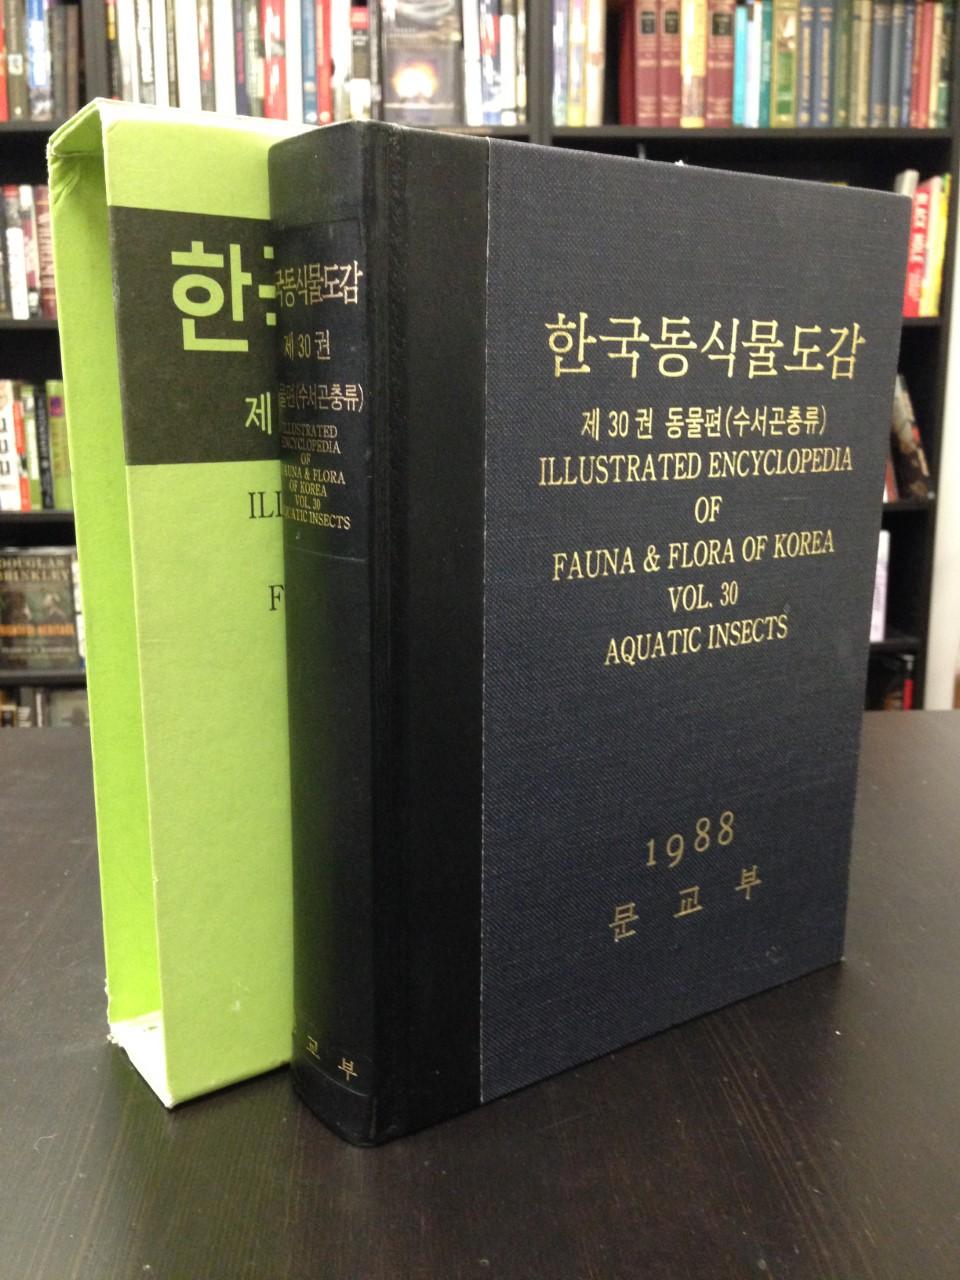 한국동식물도감
제 30 권 동물편(수서곤충류)
ILLUSTRATED ENCYCLOPEDIA
OF
FAUNA & FLORA OF KOREA
VOL. 30
AQUATIC INSECTS
1988
문 교 부
국동식물도감
제 30 권
물편(수서곤충류)
ILLUSTRATED
ENCYCLOPEDIA
OF
FAUNA & FLORA
OF KOREA
VOL. 30
AQUATIC INSECTS
교 부
한국
제
ILL
F
BLACK HOLE
DOUGLAS
BRINKLEY